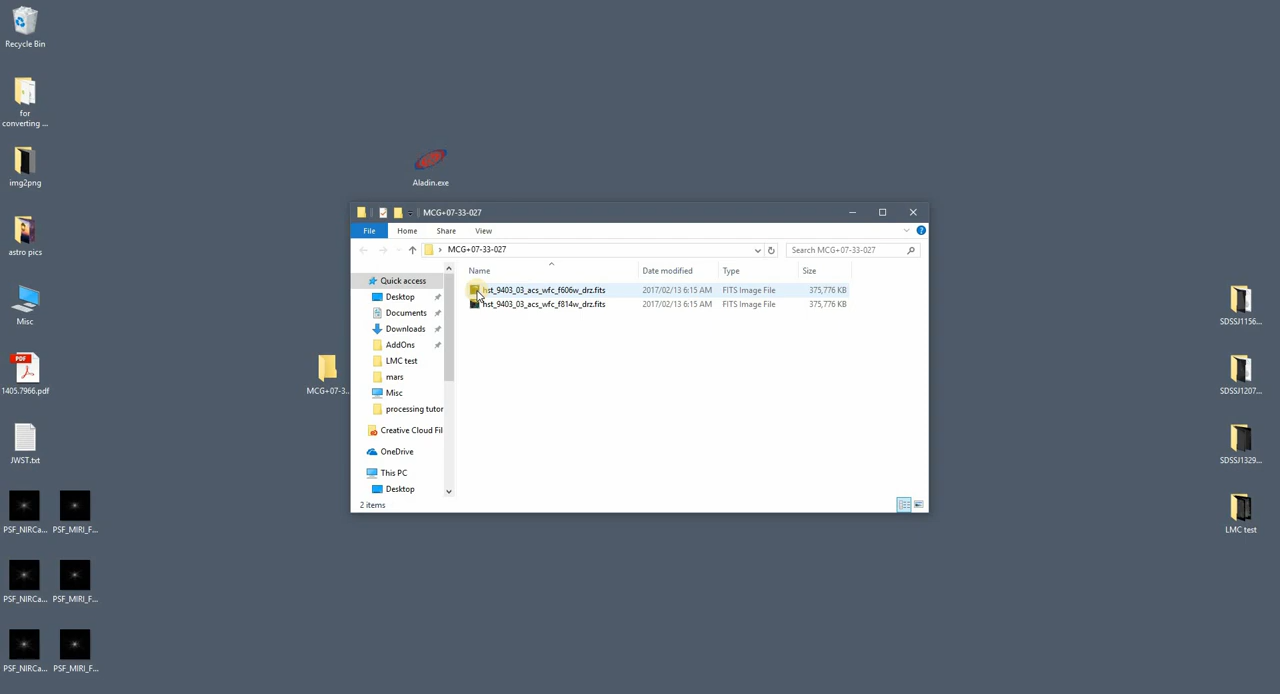 Recycle Bin
for
converting ...
img2png
astro pics
Misc
PDF
1405.7966.pdf
JWST.txt
PSF_NIRCa... PSF_MIRI_F...
PSF_NIRCa... PSF_MIRI_F...
PSF_NIRCa... PSF_MIRI_F...
Aladin.exe
MCG+07-3...
MCG+07-33-027
File Home Share View
MCG+07-33-027
Search MCG+07-33-027
Name Date modified Type Size
hst_9403_03_acs_wfc_f606w_drz.fits 2017/02/13 6:15 AM FITS Image File 375,776 KB
hst_9403_03_acs_wfc_f814w_drz.fits 2017/02/13 6:15 AM FITS Image File 375,776 KB
Quick access
Desktop
Documents
Downloads
AddOns
LMC test
mars
Misc
processing tutor
Creative Cloud Fil
OneDrive
This PC
Desktop
2 items
SDSSJ1156...
SDSSJ1207...
SDSSJ1329...
LMC test